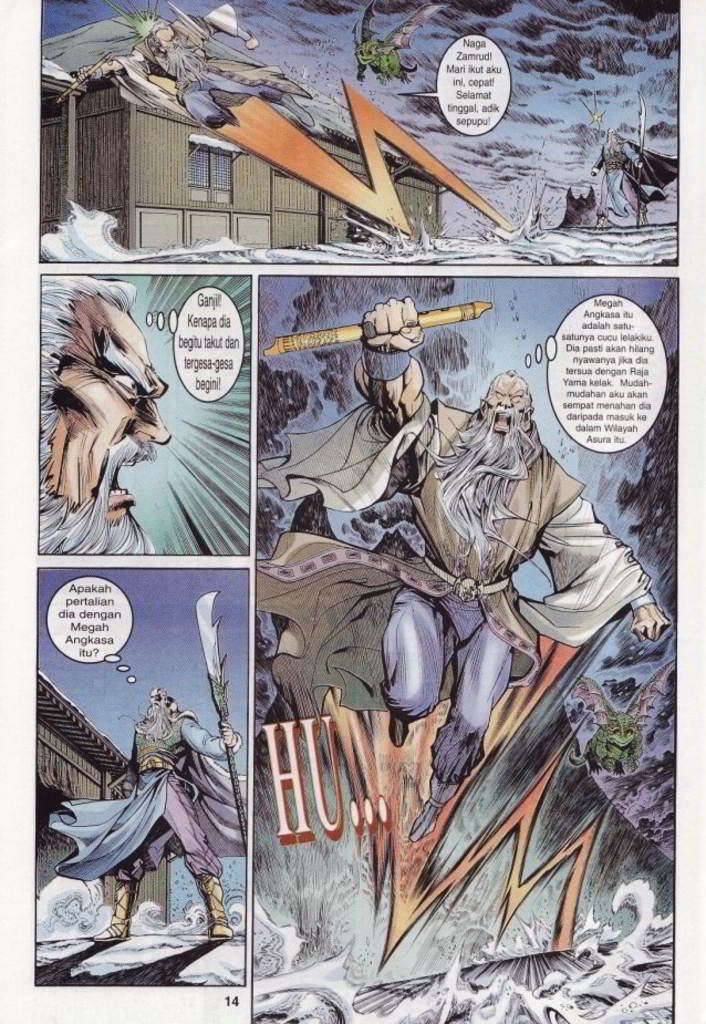 Naga
Zamrud!
Mari ikut aku
ini, cepat!
Selamat
tinggal, adik
sepupu!
Ganjil!
Kenapa dia
begitu takut dan
tergesa-gesa
begini!
Megah
Angkasa itu
adalah satu-
satunya cucu lelakiku.
Dia pasti akan hilang
nyawanya jika dia
tersua dengan Raja
Yama kelak. Mudah-
mudahan aku akan
sempat menahan dia
daripada masuk ke
dalam Wilayah
Asura itu.
Apakah
pertalian
dia dengan
Megah
Angkasa
itu?
HU...
14